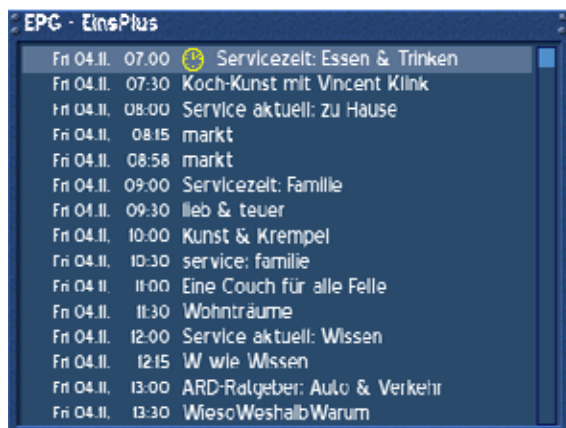 EPG - EinsPlus
Fri 04.11. 07:00 Servicezeit: Essen & Trinken
Fri 04.11. 07:30 Koch-Kunst mit Vincent Klink
Fri 04.11. 08:00 Service aktuell: zu Hause
Fri 04.11. 08:15 markt
Fri 04.11. 08:58 markt
Fri 04.11. 09:00 Servicezeit: Familie
Fri 04.11. 09:30 lieb & teuer
Fri 04.11. 10:00 Kunst & Krempel
Fri 04.11. 10:30 service: familie
Fri 04.11. 11:00 Eine Couch für alle Felle
Fri 04.11. 11:30 Wohnträume
Fri 04.11. 12:00 Service aktuell: Wissen
Fri 04.11. 12:15 W wie Wissen
Fri 04.11. 13:00 ARD-Ratgeber: Auto & Verkehr
Fri 04.11. 13:30 WiesoWeshalbWarum